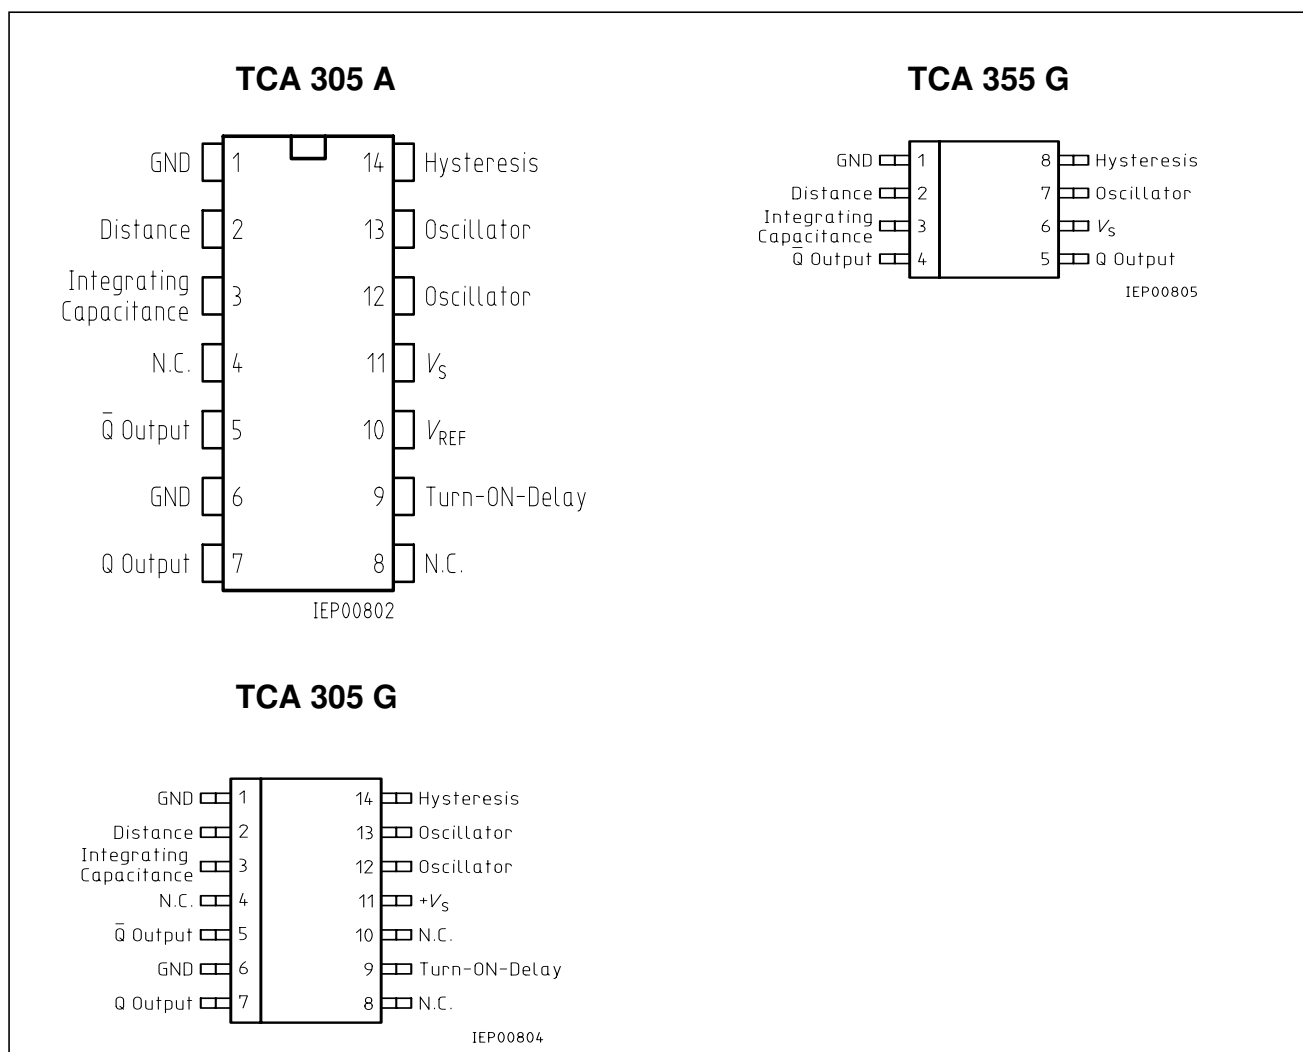 TCA 305 A
GND 1 14 Hysteresis
Distance 2 13 Oscillator
Integrating
Capacitance 3 12 Oscillator
N.C. 4 11 VS
Q̅ Output 5 10 VREF
GND 6 9 Turn-ON-Delay
Q Output 7 8 N.C.
IEP00802
TCA 355 G
GND 1 8 Hysteresis
Distance 2 7 Oscillator
Integrating
Capacitance 3 6 VS
Q̅ Output 4 5 Q Output
IEP00805
TCA 305 G
GND 1 14 Hysteresis
Distance 2 13 Oscillator
Integrating
Capacitance 3 12 Oscillator
N.C. 4 11 +VS
Q̅ Output 5 10 N.C.
GND 6 9 Turn-ON-Delay
Q Output 7 8 N.C.
IEP00804